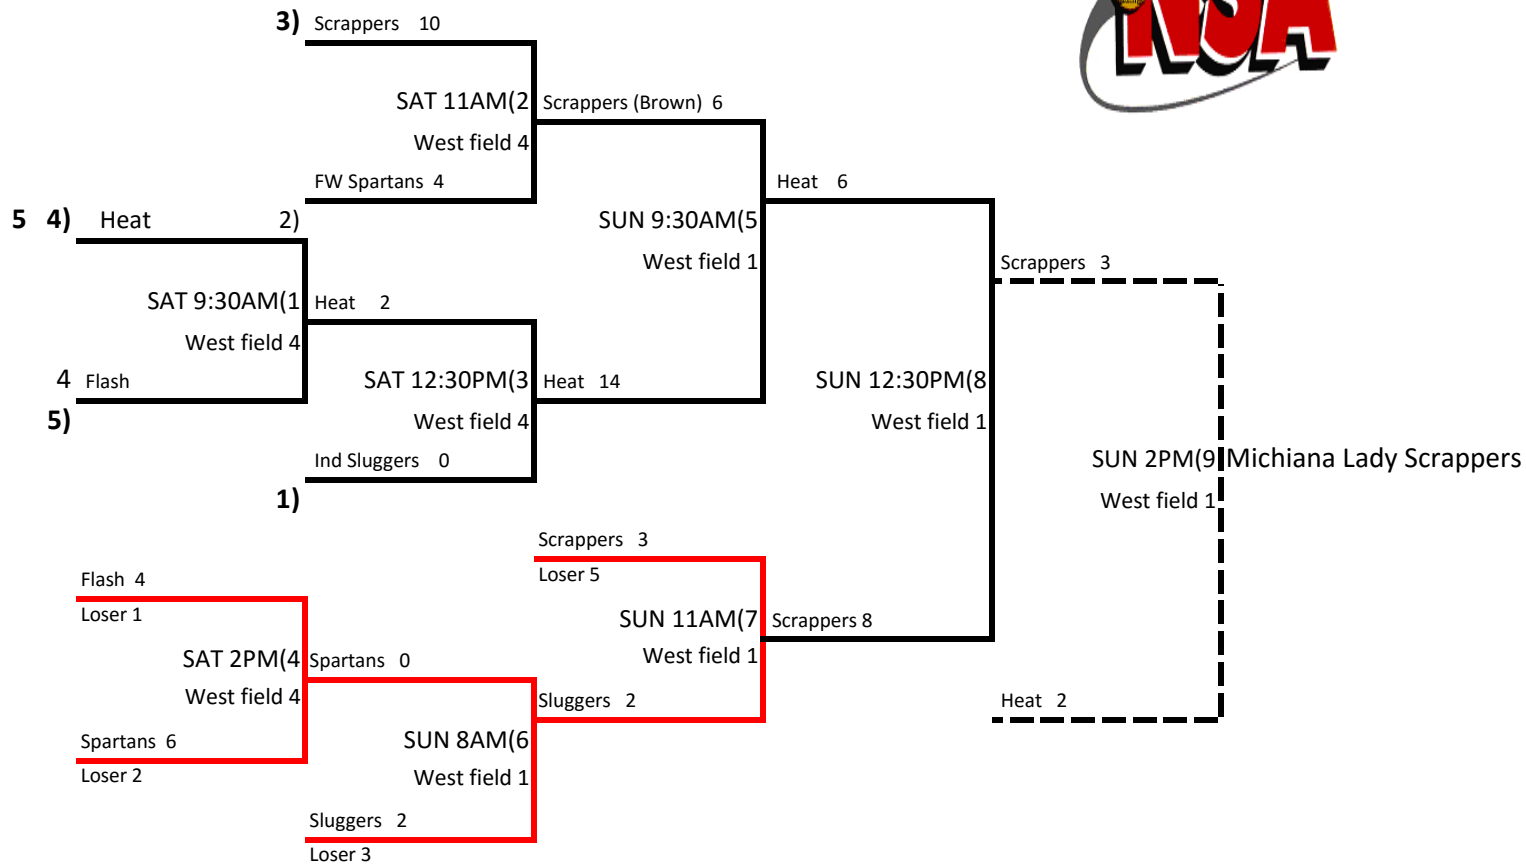 NSA
3) Scrappers 10
SAT 11AM(2
Scrappers (Brown) 6
West field 4
FW Spartans 4
Heat 6
5 4) Heat 2)
SUN 9:30AM(5
West field 1
Scrappers 3
SAT 9:30AM(1
Heat 2
West field 4
4 Flash
SAT 12:30PM(3
Heat 14
SUN 12:30PM(8
5)
West field 4
West field 1
Ind Sluggers 0
SUN 2PM(9
Michiana Lady Scrappers
1)
West field 1
Scrappers 3
Loser 5
Flash 4
Loser 1
SUN 11AM(7
Scrappers 8
SAT 2PM(4
Spartans 0
West field 1
West field 4
Sluggers 2
Heat 2
Spartans 6
SUN 8AM(6
Loser 2
West field 1
Sluggers 2
Loser 3